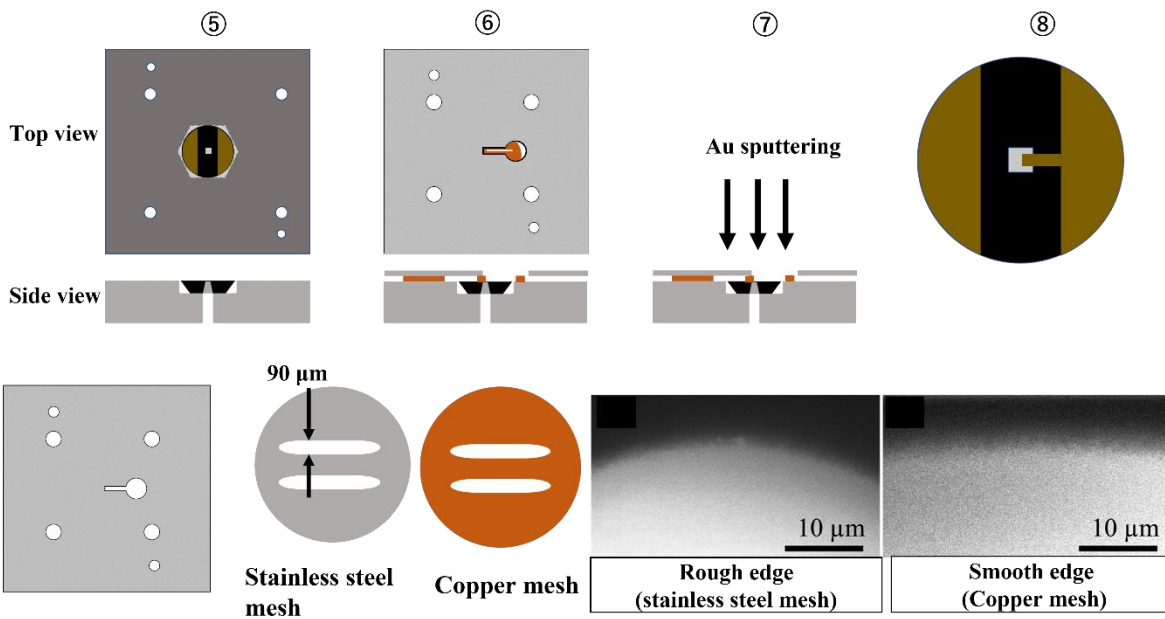 ⑤
⑥
⑦
⑧
Top view
Au sputtering
Side view
90 μm
10 μm
10 μm
Stainless steel
mesh
Copper mesh
Rough edge
(stainless steel mesh)
Smooth edge
(Copper mesh)